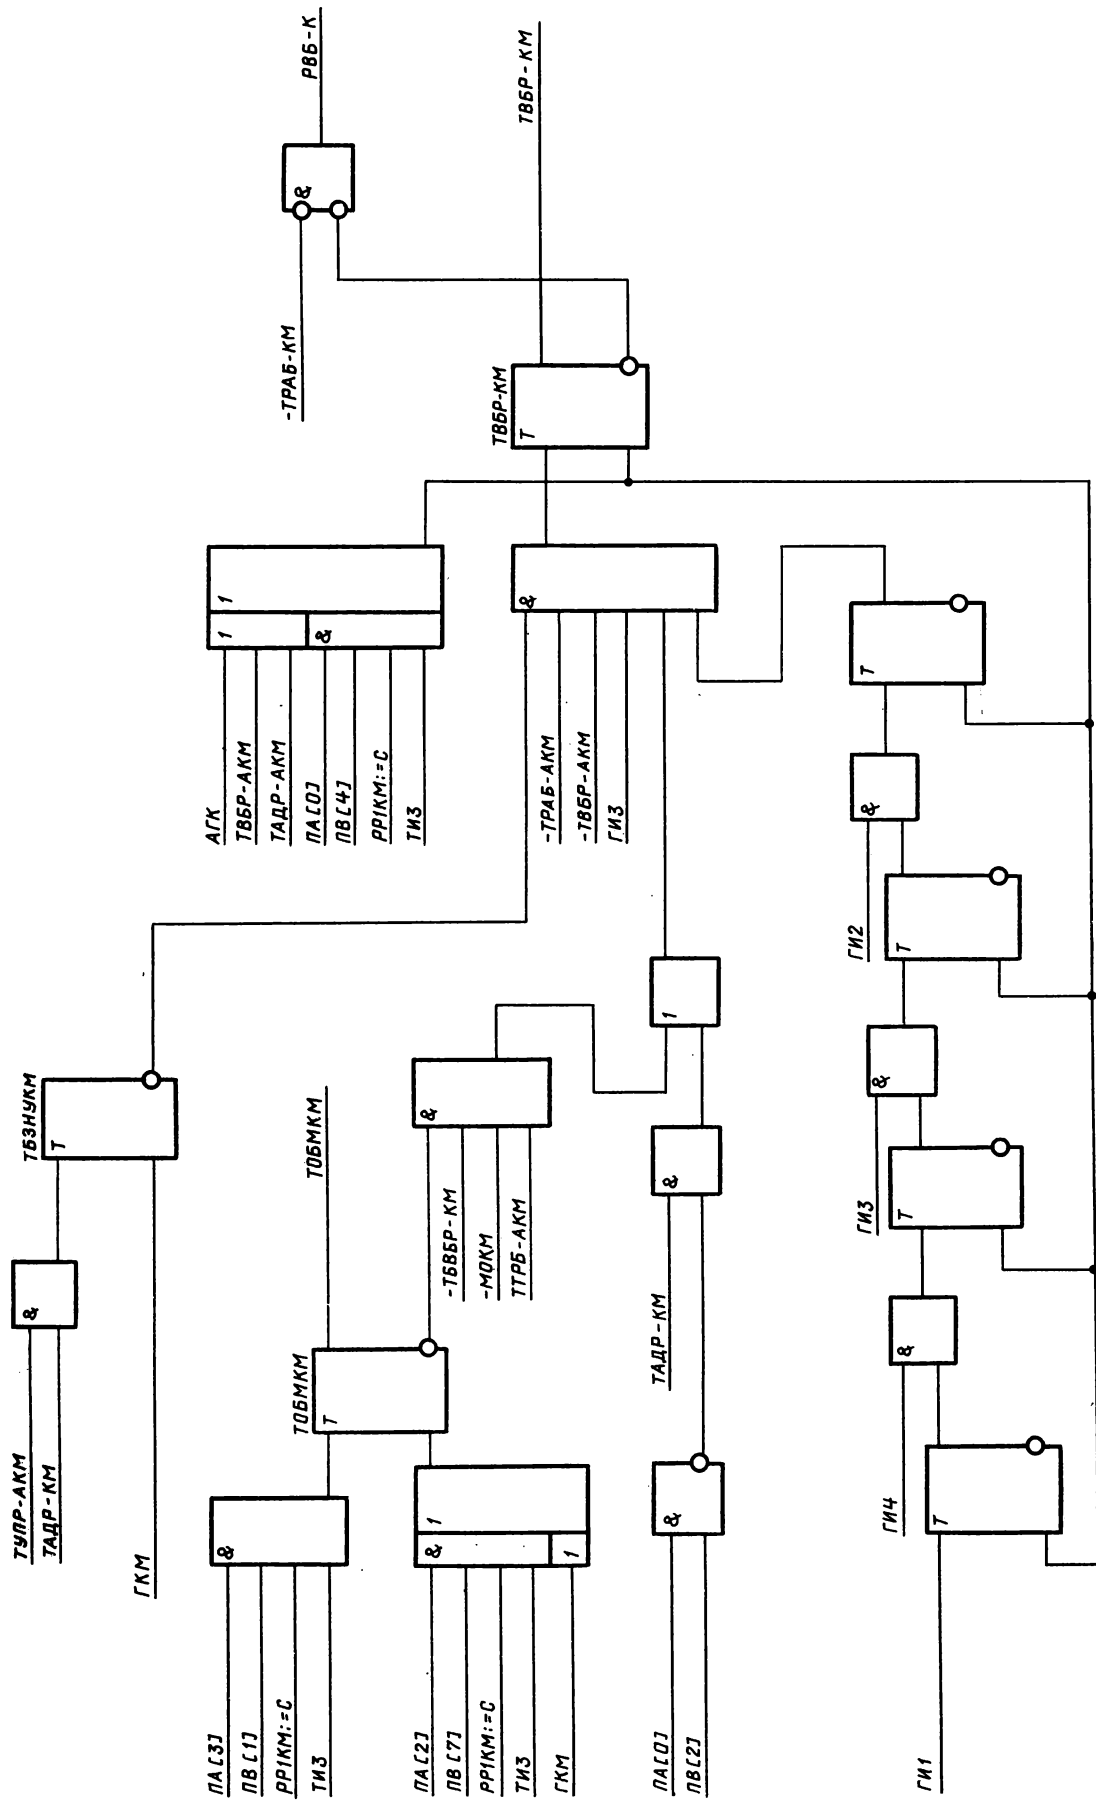 РВБ-К
ТВБР-КМ
-ТРАБ-КМ
ТВБР-КМ
Т
&
1
1
&
АГК
ТВБР-АКМ
ТАДР-АКМ
ПА[0]
ПВ[4]
РР1КМ:=С
ТИЗ
&
-ТРАБ-АКМ
-ТВБР-АКМ
ГИЗ
Т
&
ГИ2
Т
&
ГИ3
Т
&
ГИ4
Т
ГИ1
ТБЗНУКМ
Т
&
ТУПР-АКМ
ТАДР-КМ
ГКМ
1
&
-ТБВБР-КМ
-МОКМ
ТТРБ-АКМ
&
ТАДР-КМ
ТОБМКМ
ТОБМКМ
Т
&
ПА[3]
ПВ[1]
РР1КМ:=С
ТИЗ
1
&
1
ПА[2]
ПВ[7]
РР1КМ:=С
ТИЗ
ГКМ
&
ПА[0]
ПВ[2]